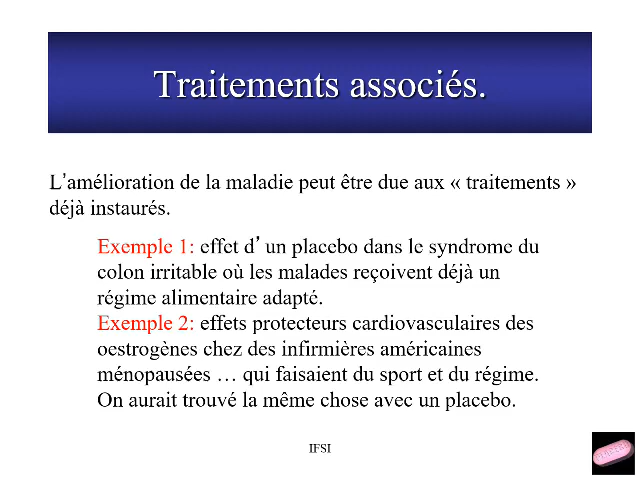 Traitements associés.
L'amélioration de la maladie peut être due aux « traitements »
déjà instaurés.
Exemple 1: effet d' un placebo dans le syndrome du
colon irritable où les malades reçoivent déjà un
régime alimentaire adapté.
Exemple 2: effets protecteurs cardiovasculaires des
oestrogènes chez des infirmières américaines
ménopausées … qui faisaient du sport et du régime.
On aurait trouvé la même chose avec un placebo.
IFSI